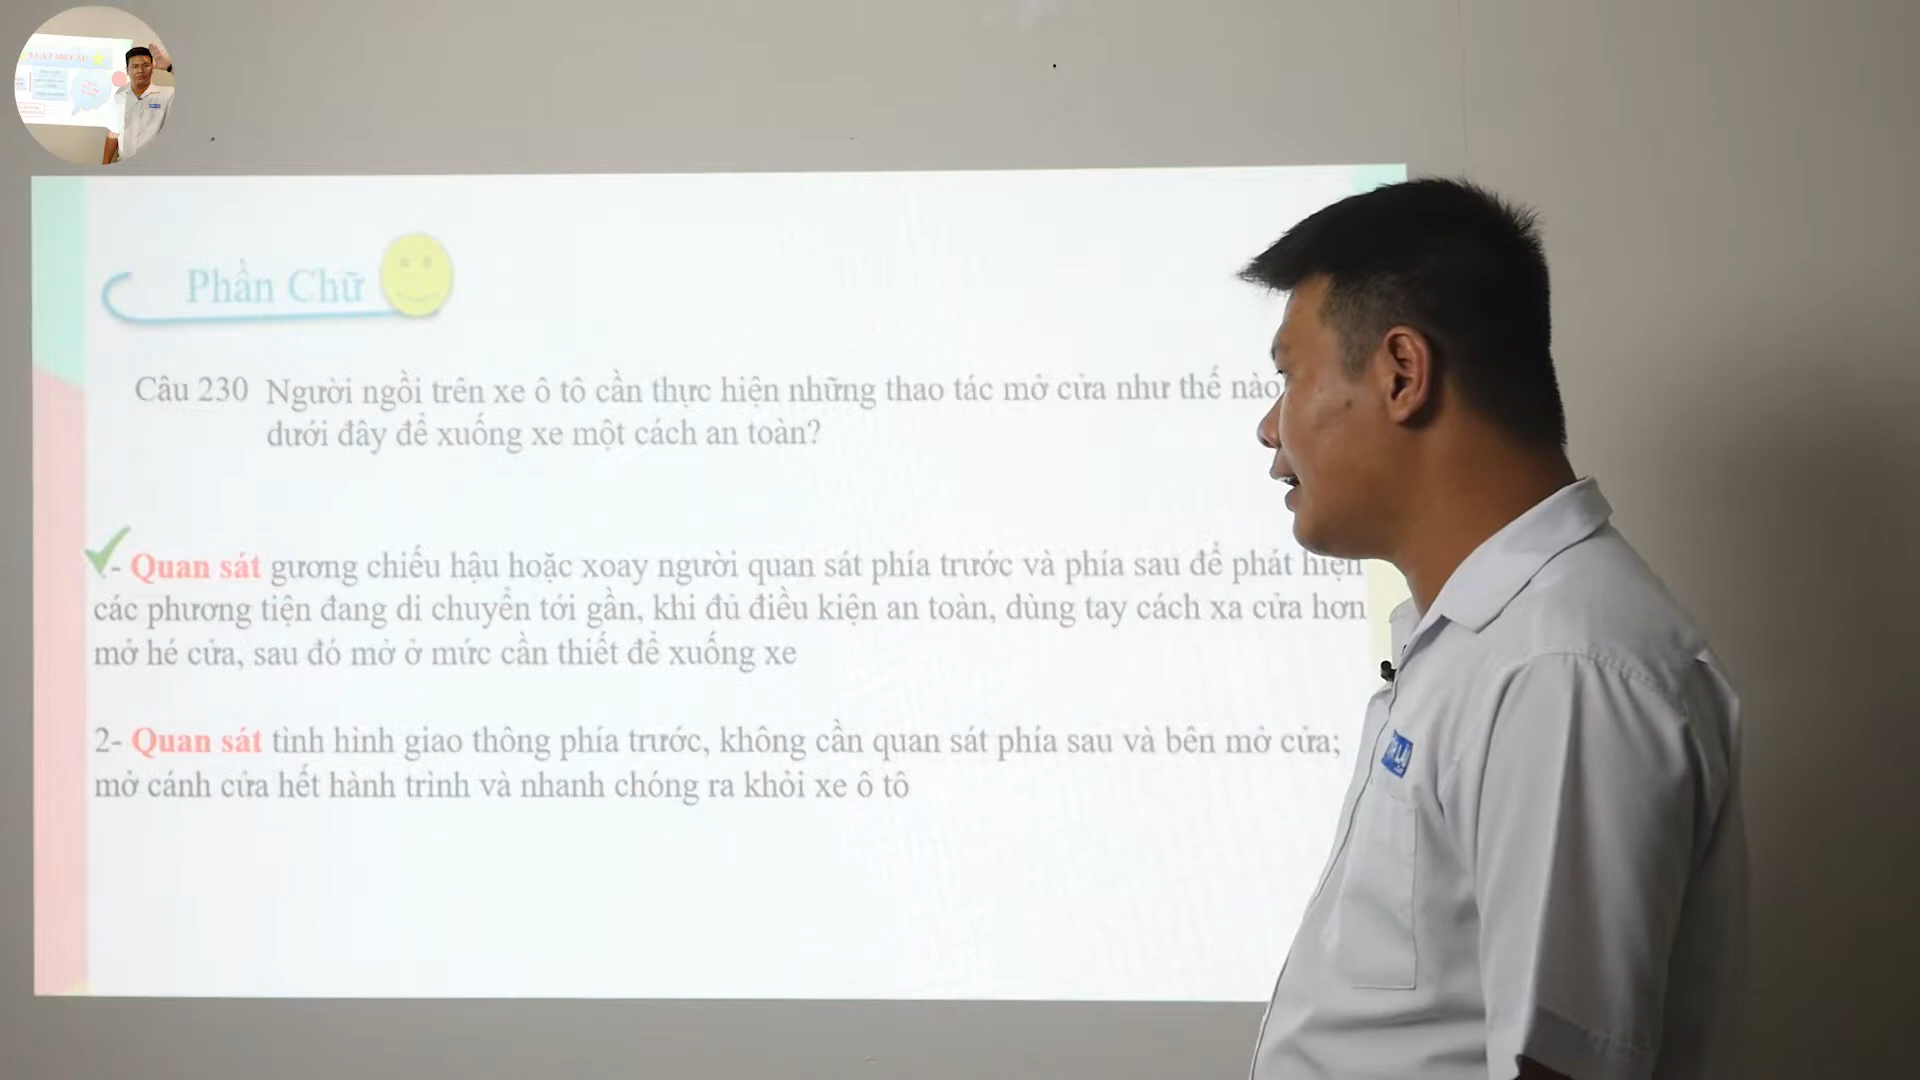 LUẬT 600 CÂU
Phần Chữ
Câu 230 Người ngồi trên xe ô tô cần thực hiện những thao tác mở cửa như thế nào
dưới đây để xuống xe một cách an toàn?
- Quan sát gương chiếu hậu hoặc xoay người quan sát phía trước và phía sau để phát hiện
các phương tiện đang di chuyển tới gần, khi đủ điều kiện an toàn, dùng tay cách xa cửa hơn
mở hé cửa, sau đó mở ở mức cần thiết để xuống xe
2- Quan sát tình hình giao thông phía trước, không cần quan sát phía sau và bên mở cửa;
mở cánh cửa hết hành trình và nhanh chóng ra khỏi xe ô tô